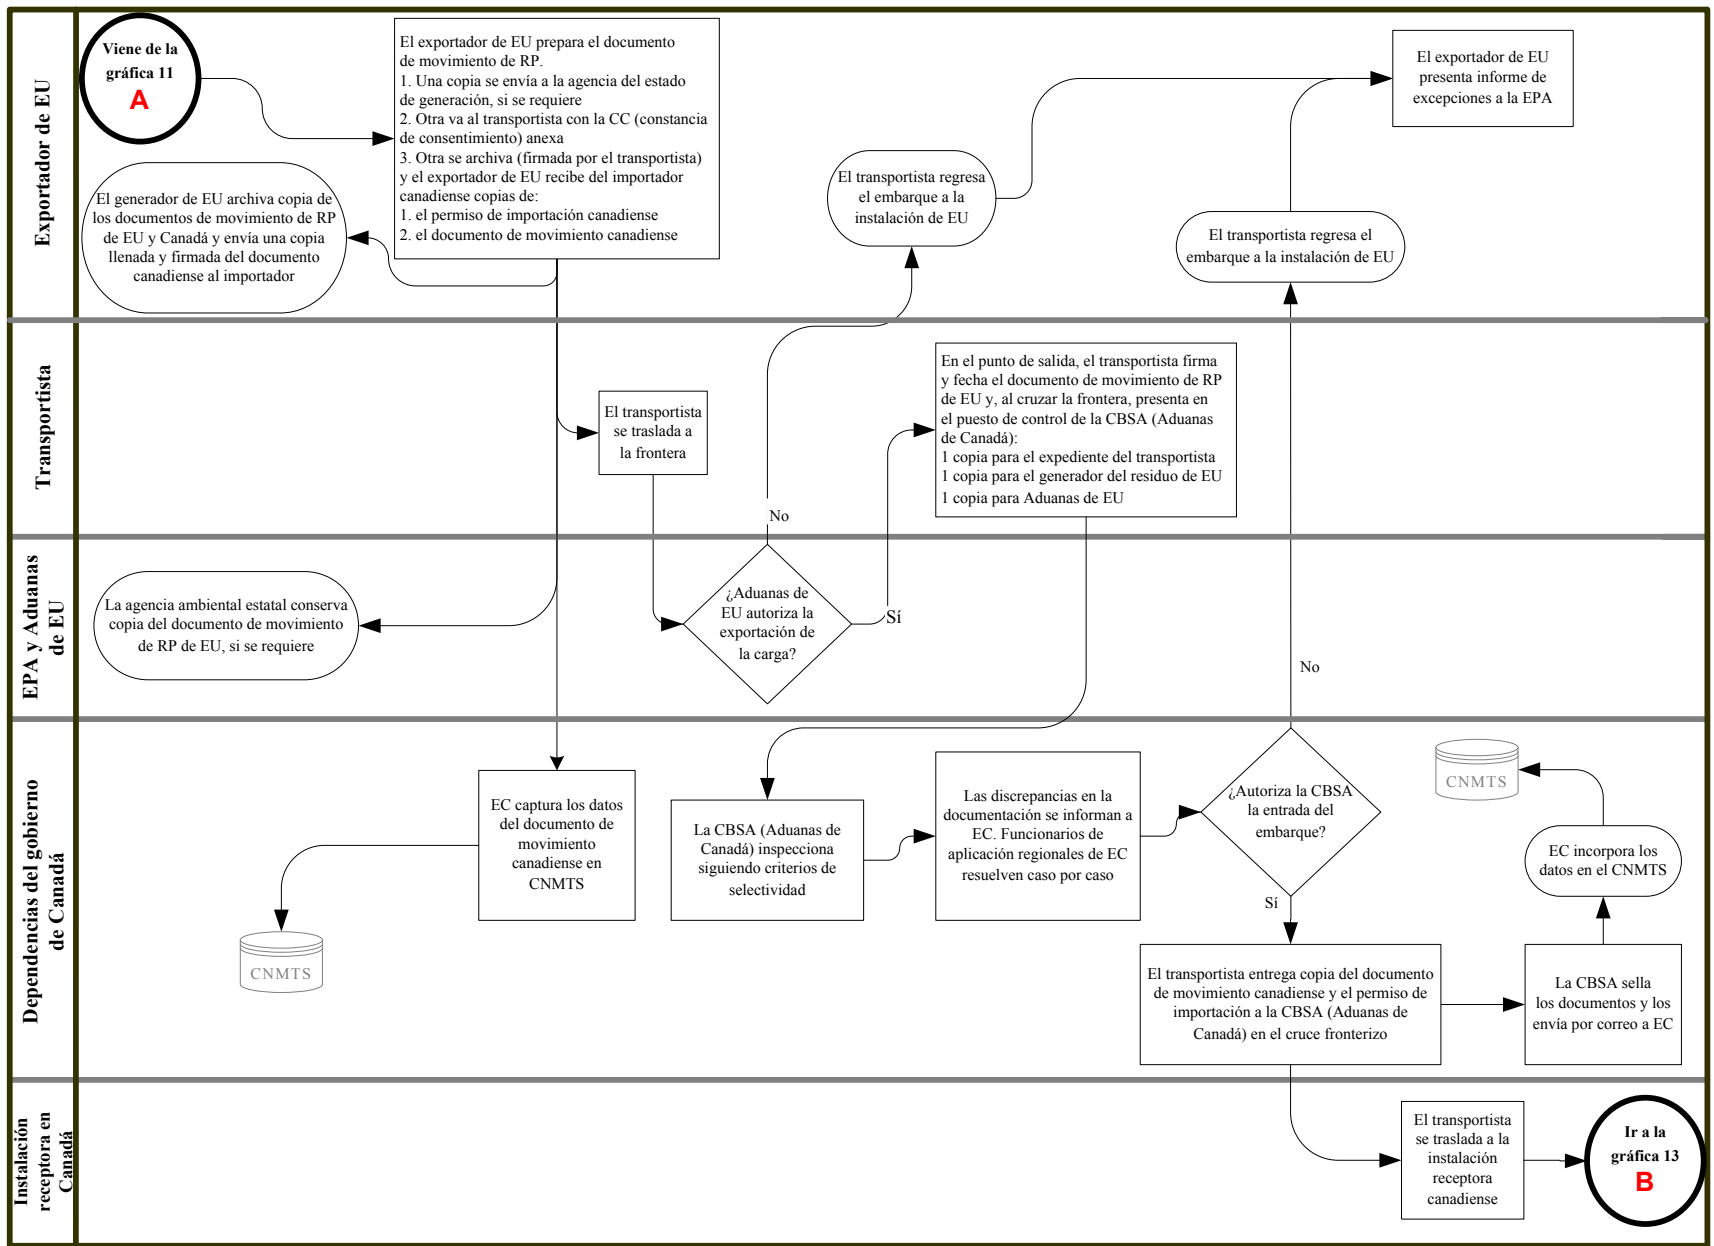 Exportador de EU
Viene de la
gráfica 11
A
El exportador de EU prepara el documento
de movimiento de RP.
1. Una copia se envía a la agencia del estado
de generación, si se requiere
2. Otra va al transportista con la CC (constancia
de consentimiento) anexa
3. Otra se archiva (firmada por el transportista)
y el exportador de EU recibe del importador
canadiense copias de:
1. el permiso de importación canadiense
2. el documento de movimiento canadiense
El generador de EU archiva copia de
los documentos de movimiento de RP
de EU y Canadá y envía una copia
llenada y firmada del documento
canadiense al importador
El transportista regresa
el embarque a la
instalación de EU
El exportador de EU
presenta informe de
excepciones a la EPA
El transportista regresa el
embarque a la instalación de EU
Transportista
El transportista
se traslada a
la frontera
No
En el punto de salida, el transportista firma
y fecha el documento de movimiento de RP
de EU y, al cruzar la frontera, presenta en
el puesto de control de la CBSA (Aduanas
de Canadá):
1 copia para el expediente del transportista
1 copia para el generador del residuo de EU
1 copia para Aduanas de EU
EPA y Aduanas
de EU
La agencia ambiental estatal conserva
copia del documento de movimiento
de RP de EU, si se requiere
¿Aduanas de
EU autoriza la
exportación de
la carga?
Sí
No
Dependencias del gobierno
de Canadá
EC captura los datos
del documento de
movimiento
canadiense en
CNMTS
CNMTS
La CBSA (Aduanas de
Canadá) inspecciona
siguiendo criterios de
selectividad
Las discrepancias en la
documentación se informan a
EC. Funcionarios de
aplicación regionales de EC
resuelven caso por caso
¿Autoriza la CBSA
la entrada del
embarque?
Sí
El transportista entrega copia del documento
de movimiento canadiense y el permiso de
importación a la CBSA (Aduanas de
Canadá) en el cruce fronterizo
La CBSA sella
los documentos y los
envía por correo a EC
EC incorpora los
datos en el CNMTS
CNMTS
Instalación
receptora en
Canadá
El transportista
se traslada a la
instalación
receptora
canadiense
Ir a la
gráfica 13
B